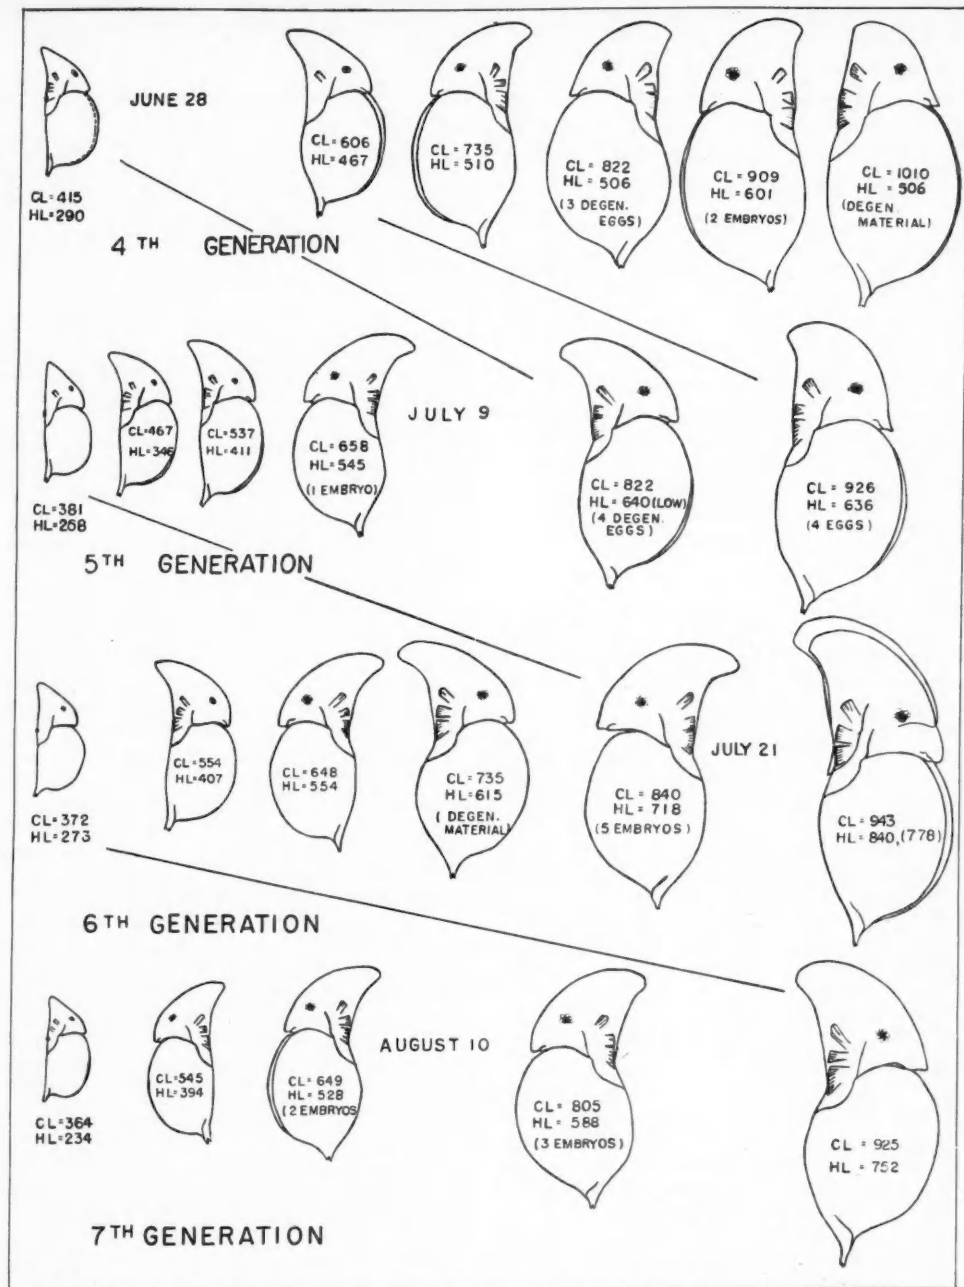 JUNE 28
CL=415
HL=290
CL=606
HL=467
CL=735
HL=510
CL=822
HL=506
(3 DEGEN.
EGGS)
CL=909
HL=601
(2 EMBRYOS)
CL=1010
HL=506
(DEGEN.
MATERIAL)
4TH GENERATION
CL=381
HL=268
CL=467
HL=346
CL=537
HL=411
CL=658
HL=545
(1 EMBRYO)
JULY 9
CL=822
HL=640(LOW)
(4 DEGEN.
EGGS)
CL=926
HL=636
(4 EGGS)
5TH GENERATION
CL=372
HL=273
CL=554
HL=407
CL=648
HL=554
CL=735
HL=615
(DEGEN.
MATERIAL)
CL=840
HL=718
(5 EMBRYOS)
JULY 21
CL=943
HL=840,(778)
6TH GENERATION
CL=364
HL=234
CL=545
HL=394
CL=649
HL=528
(2EMBRYOS
AUGUST 10
CL=805
HL=588
(3 EMBRYOS)
CL=925
HL=752
7TH GENERATION